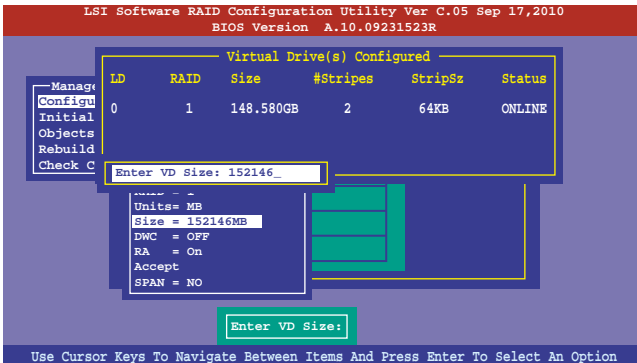 LSI Software RAID Configuration Utility Ver C.05 Sep 17,2010
BIOS Version A.10.09231523R
Virtual Drive(s) Configured
LD RAID Size #Stripes StripSz Status
0 1 148.580GB 2 64KB ONLINE
Manage
Configu
Initial
Objects
Rebuild
Check C
Enter VD Size: 152146_
Units= MB
Size = 152146MB
DWC = OFF
RA = On
Accept
SPAN = NO
Enter VD Size:
Use Cursor Keys To Navigate Between Items And Press Enter To Select An Option